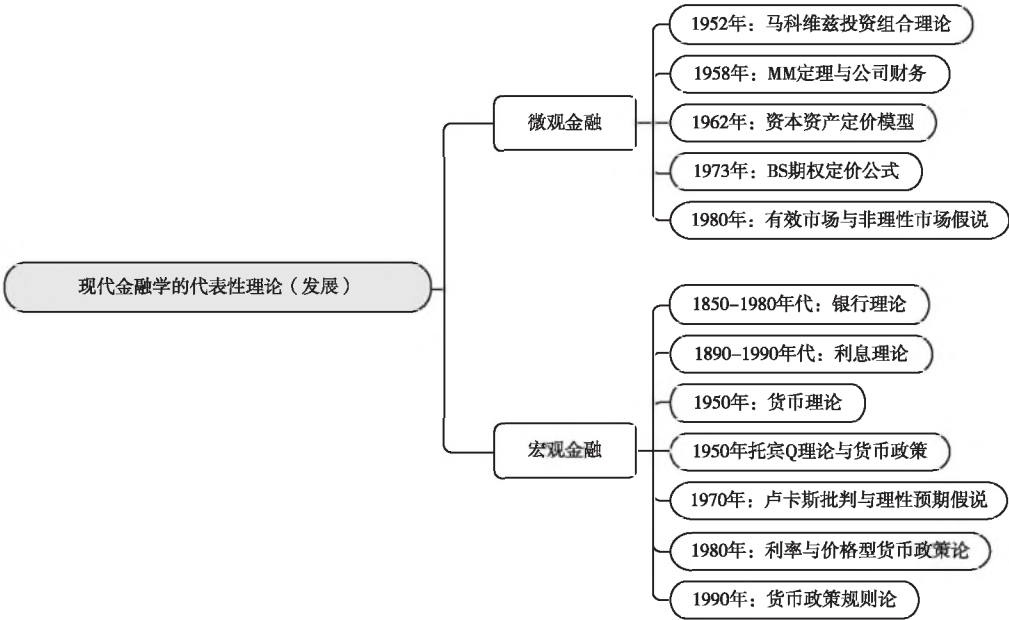 现代金融学的代表性理论（发展）
微观金融
1952年：马科维兹投资组合理论
1958年：MM定理与公司财务
1962年：资本资产定价模型
1973年：BS期权定价公式
1980年：有效市场与非理性市场假说
宏观金融
1850-1980年代：银行理论
1890-1990年代：利息理论
1950年：货币理论
1950年托宾Q理论与货币政策
1970年：卢卡斯批判与理性预期假说
1980年：利率与价格型货币政策论
1990年：货币政策规则论